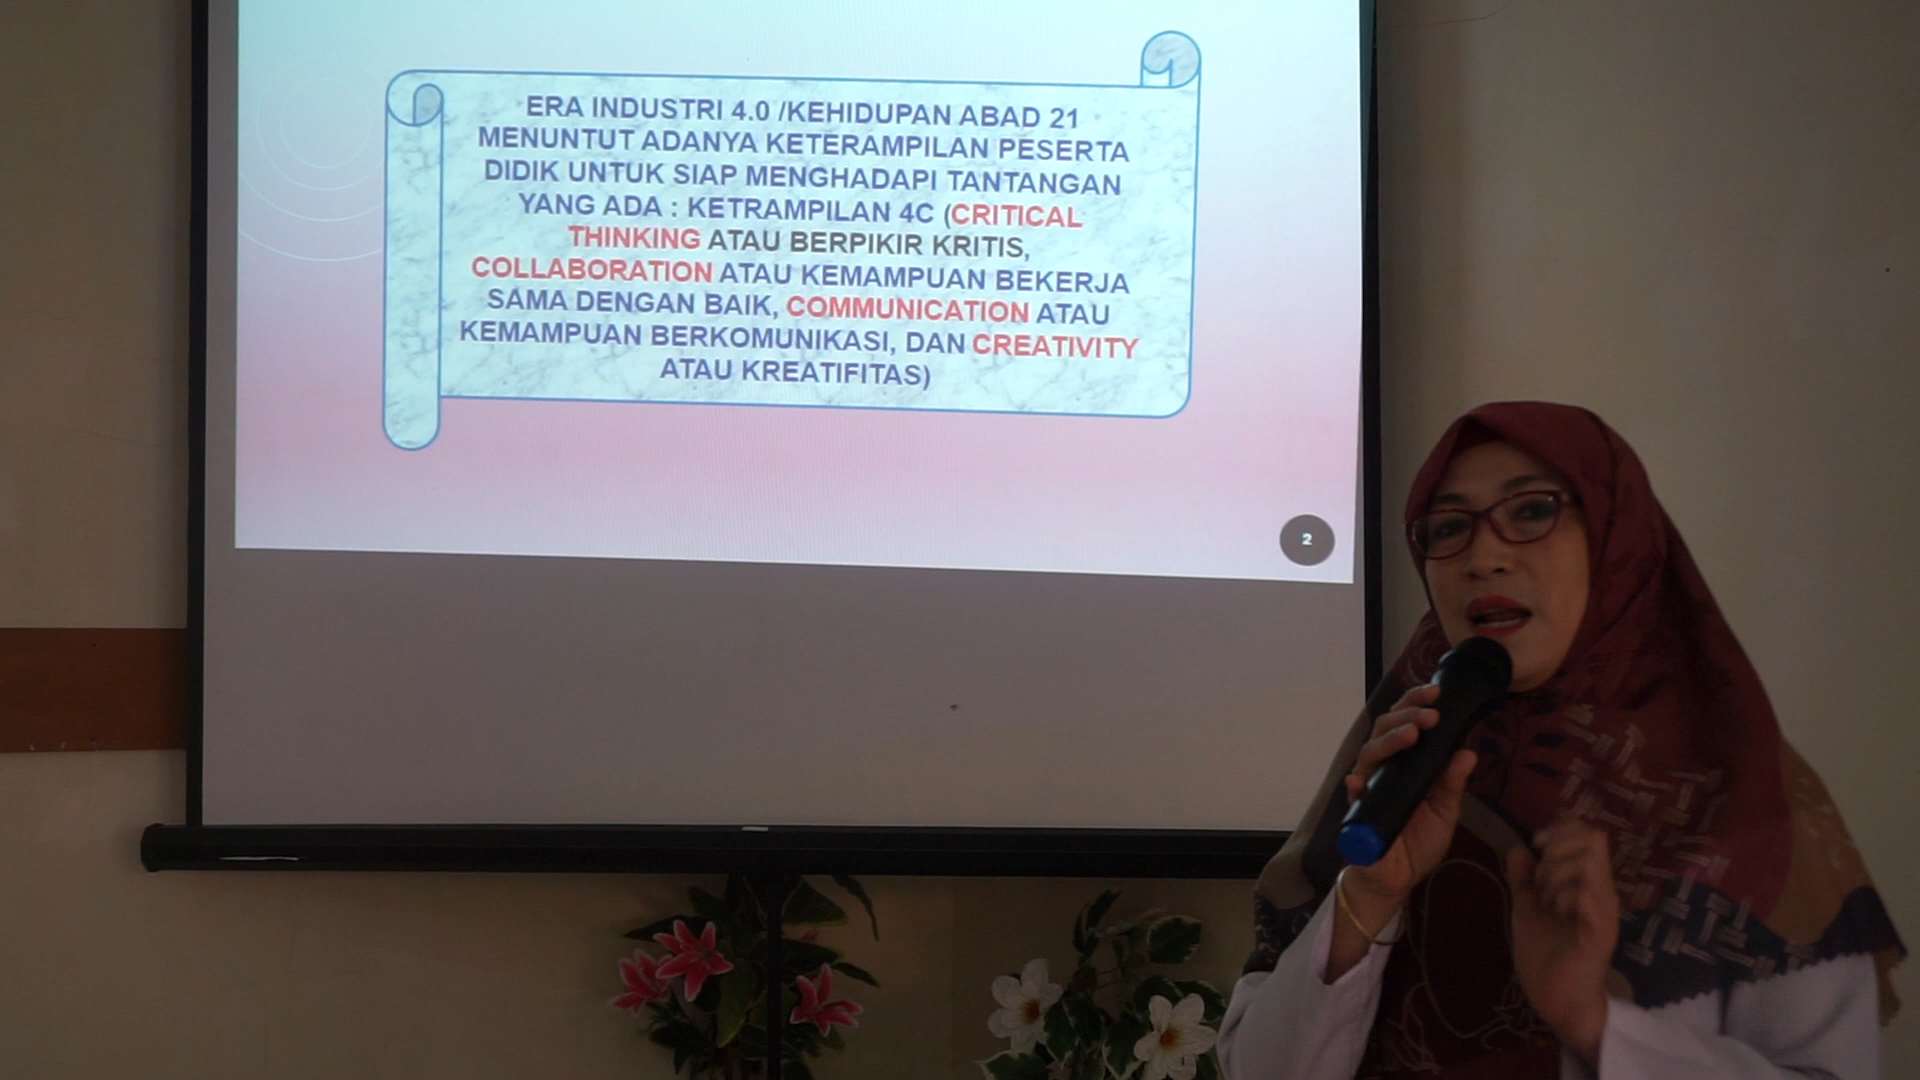 ERA INDUSTRI 4.0 /KEHIDUPAN ABAD 21
MENUNTUT ADANYA KETERAMPILAN PESERTA
DIDIK UNTUK SIAP MENGHADAPI TANTANGAN
YANG ADA : KETRAMPILAN 4C (CRITICAL
THINKING ATAU BERPIKIR KRITIS,
COLLABORATION ATAU KEMAMPUAN BEKERJA
SAMA DENGAN BAIK, COMMUNICATION ATAU
KEMAMPUAN BERKOMUNIKASI, DAN CREATIVITY
ATAU KREATIFITAS)
2